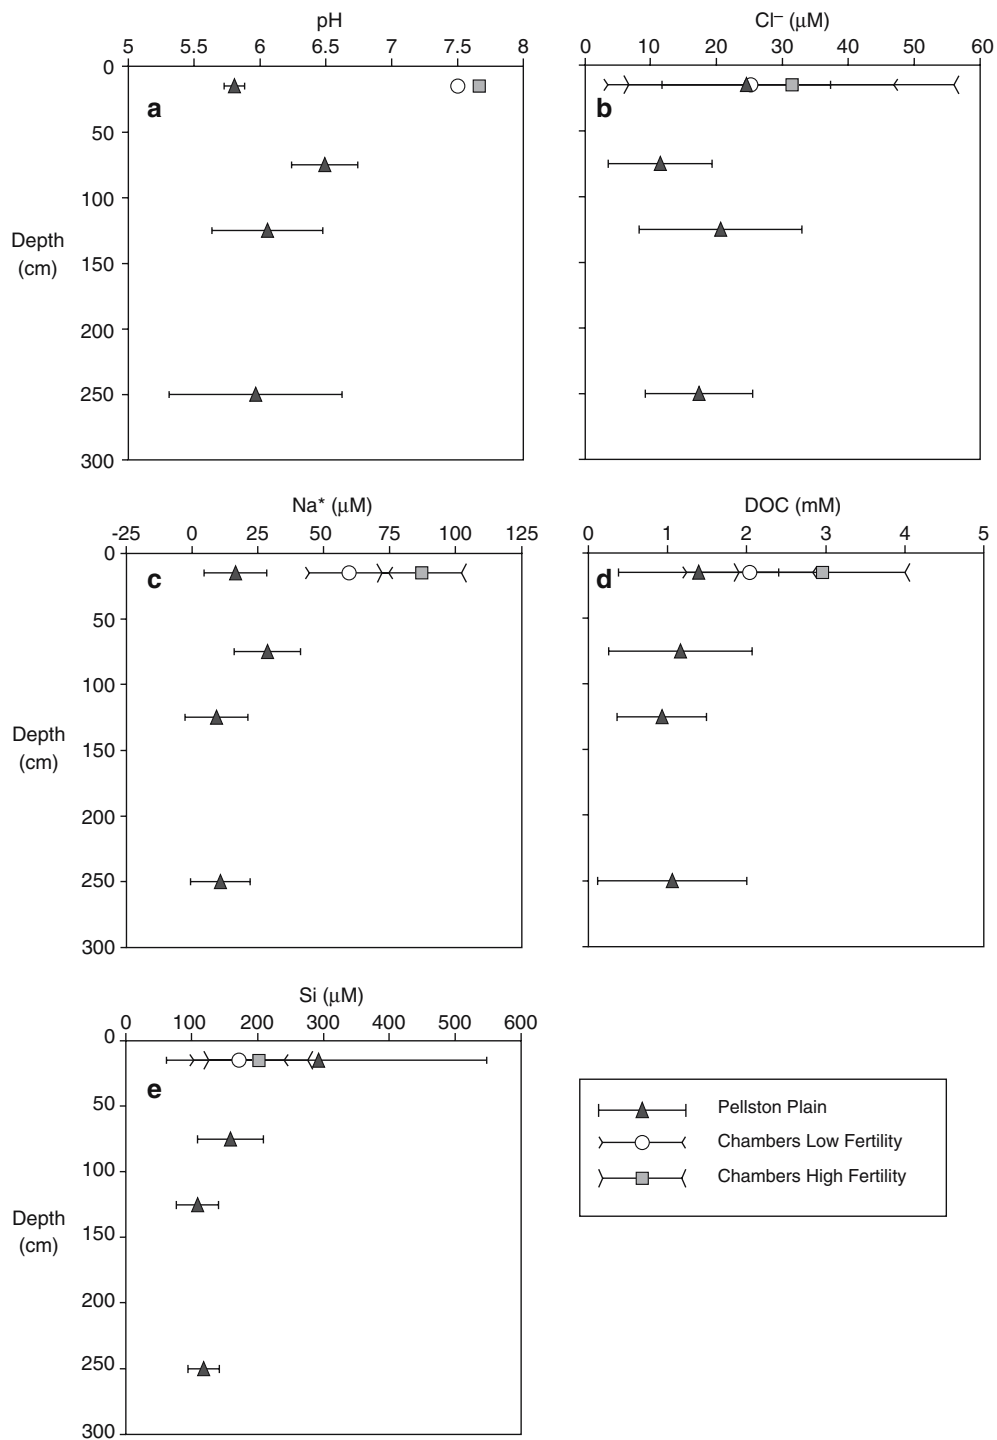 pH
5 5.5 6 6.5 7 7.5 8
0
50
100
150
200
250
300
Depth
(cm)
a
Cl– (μM)
0 10 20 30 40 50 60
b
Na* (μM)
-25 0 25 50 75 100 125
0
50
100
150
200
250
300
Depth
(cm)
c
DOC (mM)
0 1 2 3 4 5
d
Si (μM)
0 100 200 300 400 500 600
0
50
100
150
200
250
300
Depth
(cm)
e
Pellston Plain
Chambers Low Fertility
Chambers High Fertility